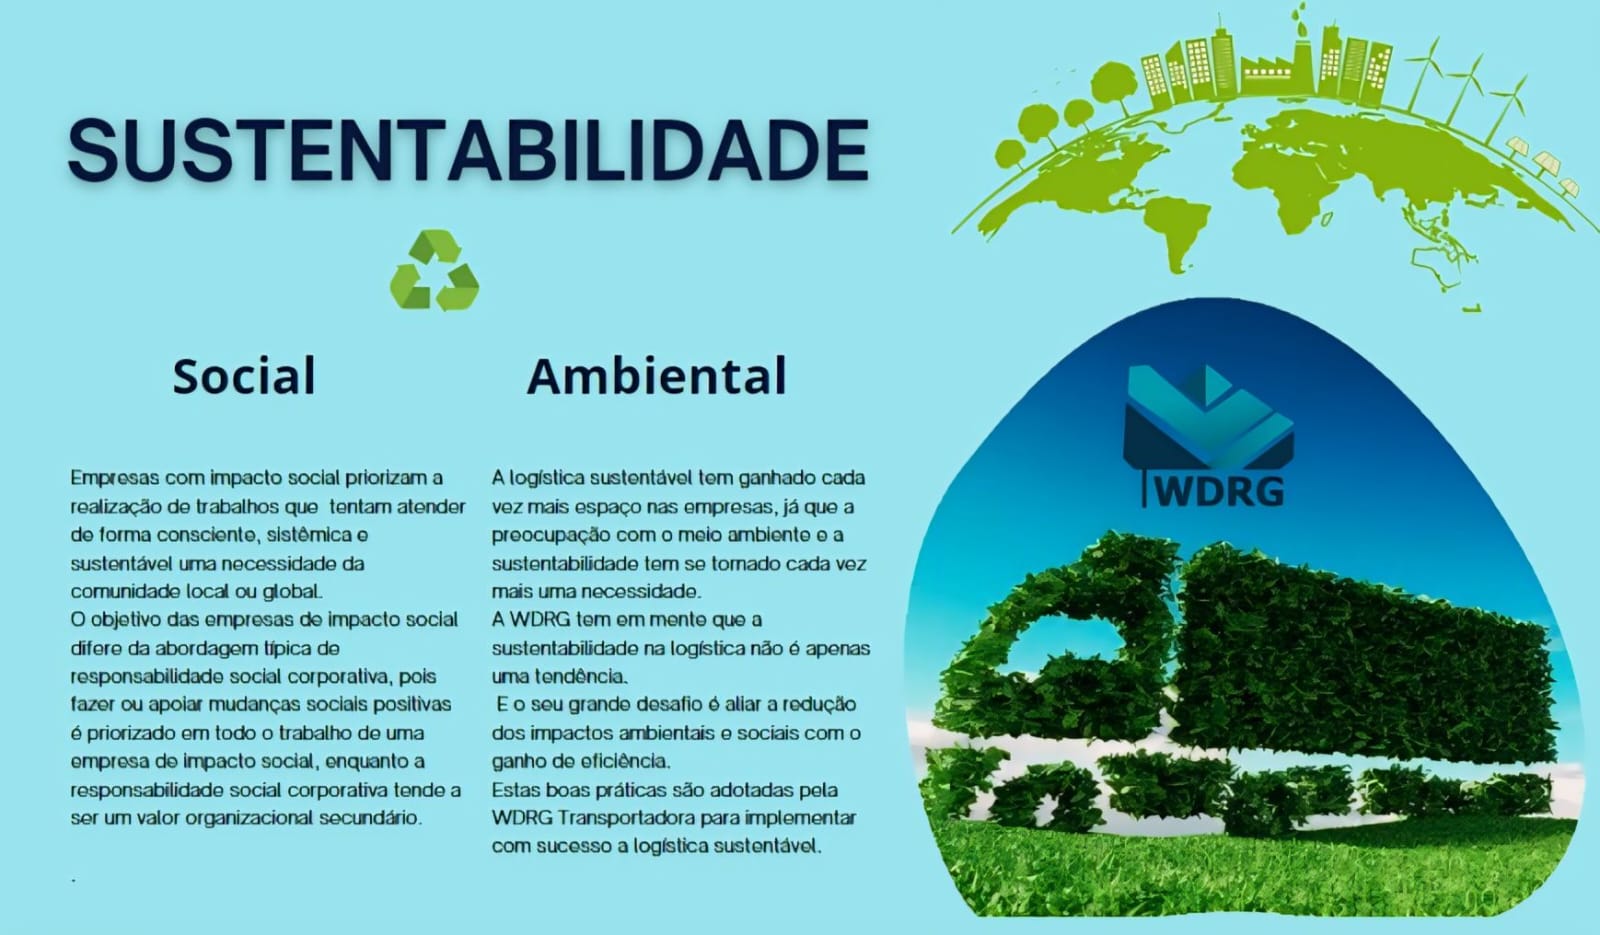 SUSTENTABILIDADE
Social
Empresas com impacto social priorizam a
realização de trabalhos que tentam atender
de forma consciente, sistêmica e
sustentável uma necessidade da
comunidade local ou global.
O objetivo das empresas de impacto social
difere da abordagem típica de
responsabilidade social corporativa, pois
fazer ou apoiar mudanças sociais positivas
é priorizado em todo o trabalho de uma
empresa de impacto social, enquanto a
responsabilidade social corporativa tende a
ser um valor organizacional secundário.
.
Ambiental
A logística sustentável tem ganhado cada
vez mais espaço nas empresas, já que a
preocupação com o meio ambiente e a
sustentabilidade tem se tornado cada vez
mais uma necessidade.
A WDRG tem em mente que a
sustentabilidade na logística não é apenas
uma tendência.
E o seu grande desafio é aliar a redução
dos impactos ambientais e sociais com o
ganho de eficiência.
Estas boas práticas são adotadas pela
WDRG Transportadora para implementar
com sucesso a logística sustentável.
WDRG